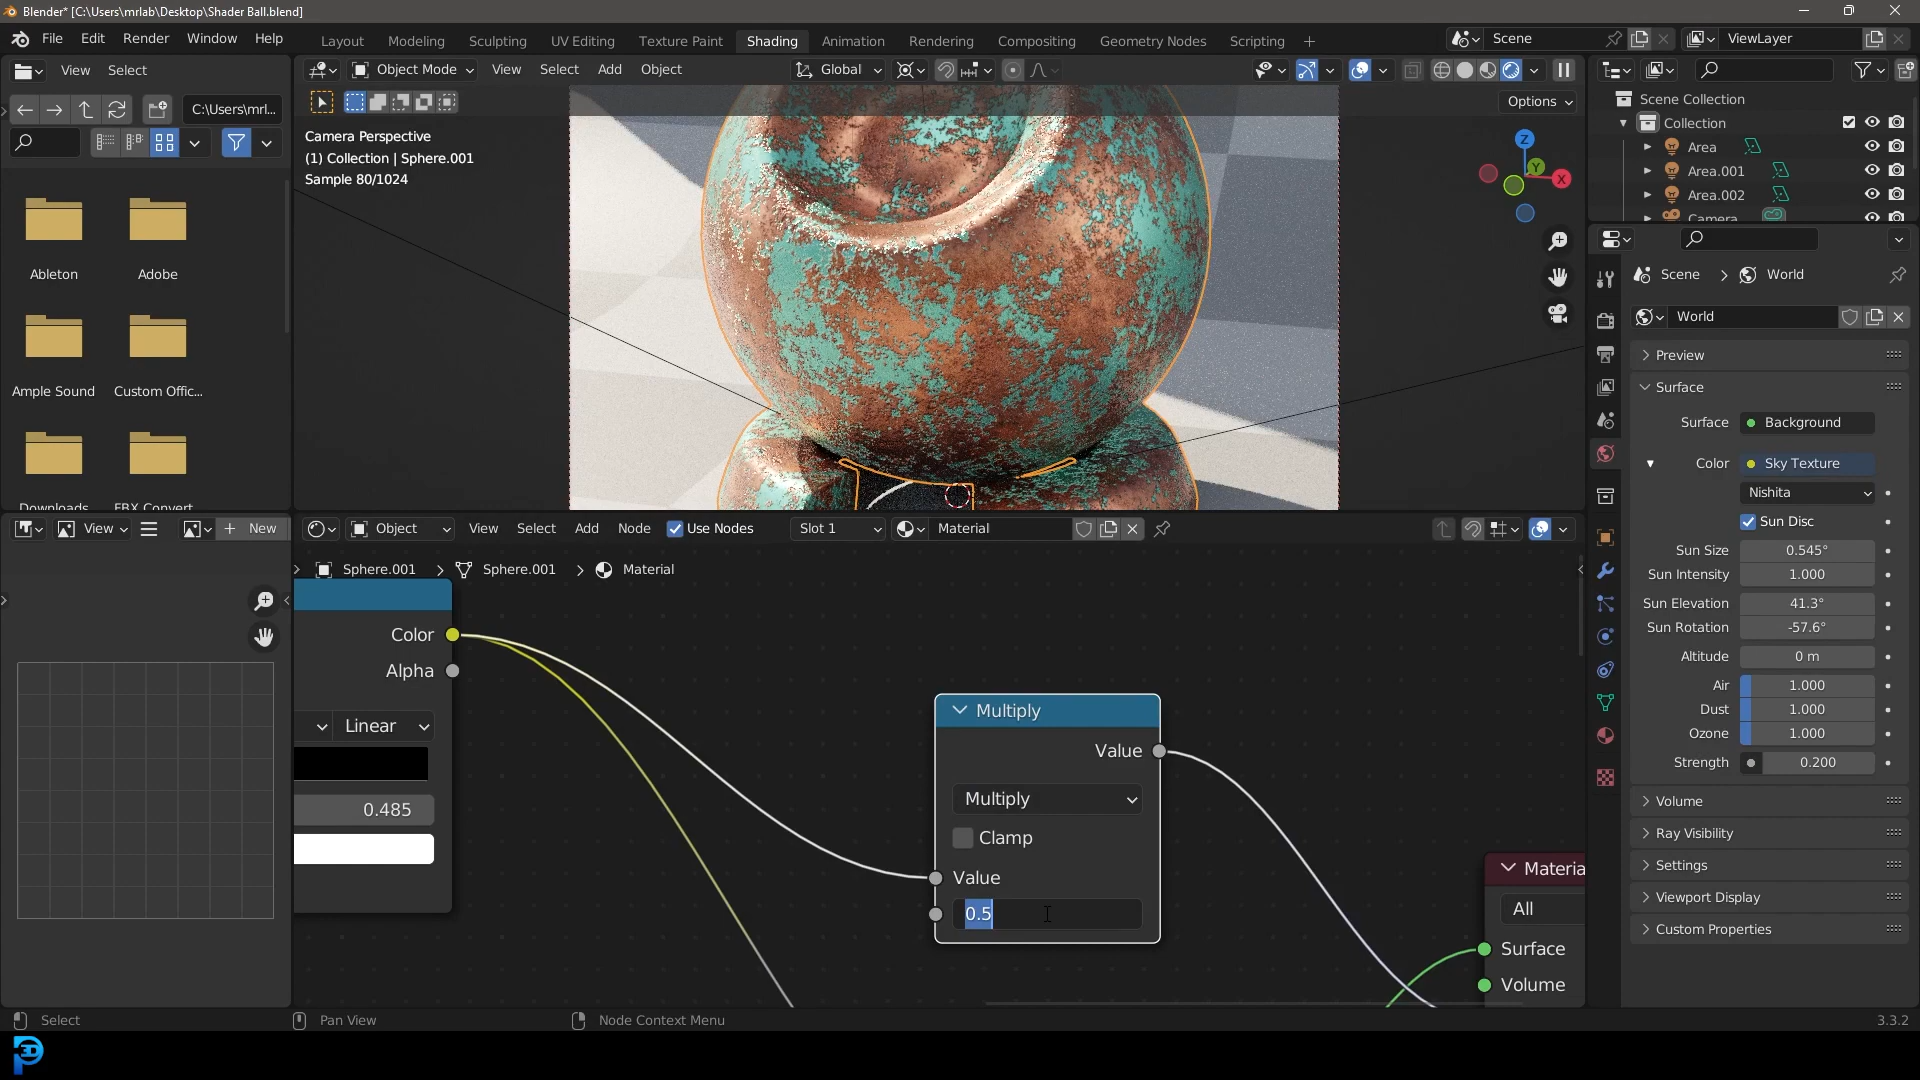 Blender* [C:\Users\mrlab\Desktop\Shader Ball.blend]
File Edit Render Window Help
Layout Modeling Sculpting UV Editing Texture Paint Shading Animation Rendering Compositing Geometry Nodes Scripting +
Scene ViewLayer
View Select
Object Mode View Select Add Object Global
C:\Users\mrl...
Options
Camera Perspective
(1) Collection | Sphere.001
Sample 80/1024
Z
Y
X
Scene Collection
Collection
Area
Area.001
Area.002
Camera
Ableton Adobe
Ample Sound Custom Offic...
Downloads FBX Convert
Scene > World
World
Preview
Surface
Surface Background
Color Sky Texture
Nishita
Sun Disc
Sun Size 0.545°
Sun Intensity 1.000
Sun Elevation 41.3°
Sun Rotation -57.6°
Altitude 0 m
Air 1.000
Dust 1.000
Ozone 1.000
Strength 0.200
Volume
Ray Visibility
Settings
Viewport Display
Custom Properties
View + New
Object View Select Add Node Use Nodes Slot 1 Material
Sphere.001 > Sphere.001 > Material
Color
Alpha
Linear
0.485
Multiply
Value
Multiply
Clamp
Value
0.5
Materia
All
Surface
Volume
Select Pan View Node Context Menu
3.3.2